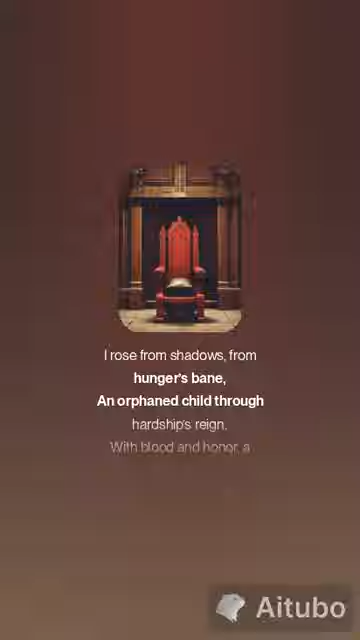 I rose from shadows, from
hunger's bane,
An orphaned child through
hardship's reign.
With blood and honor, a
Aitubo